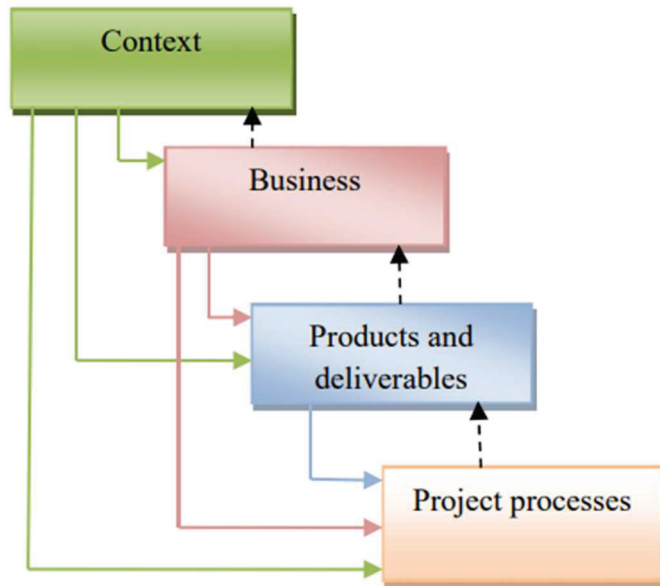 Context
Business
Products and
deliverables
Project processes